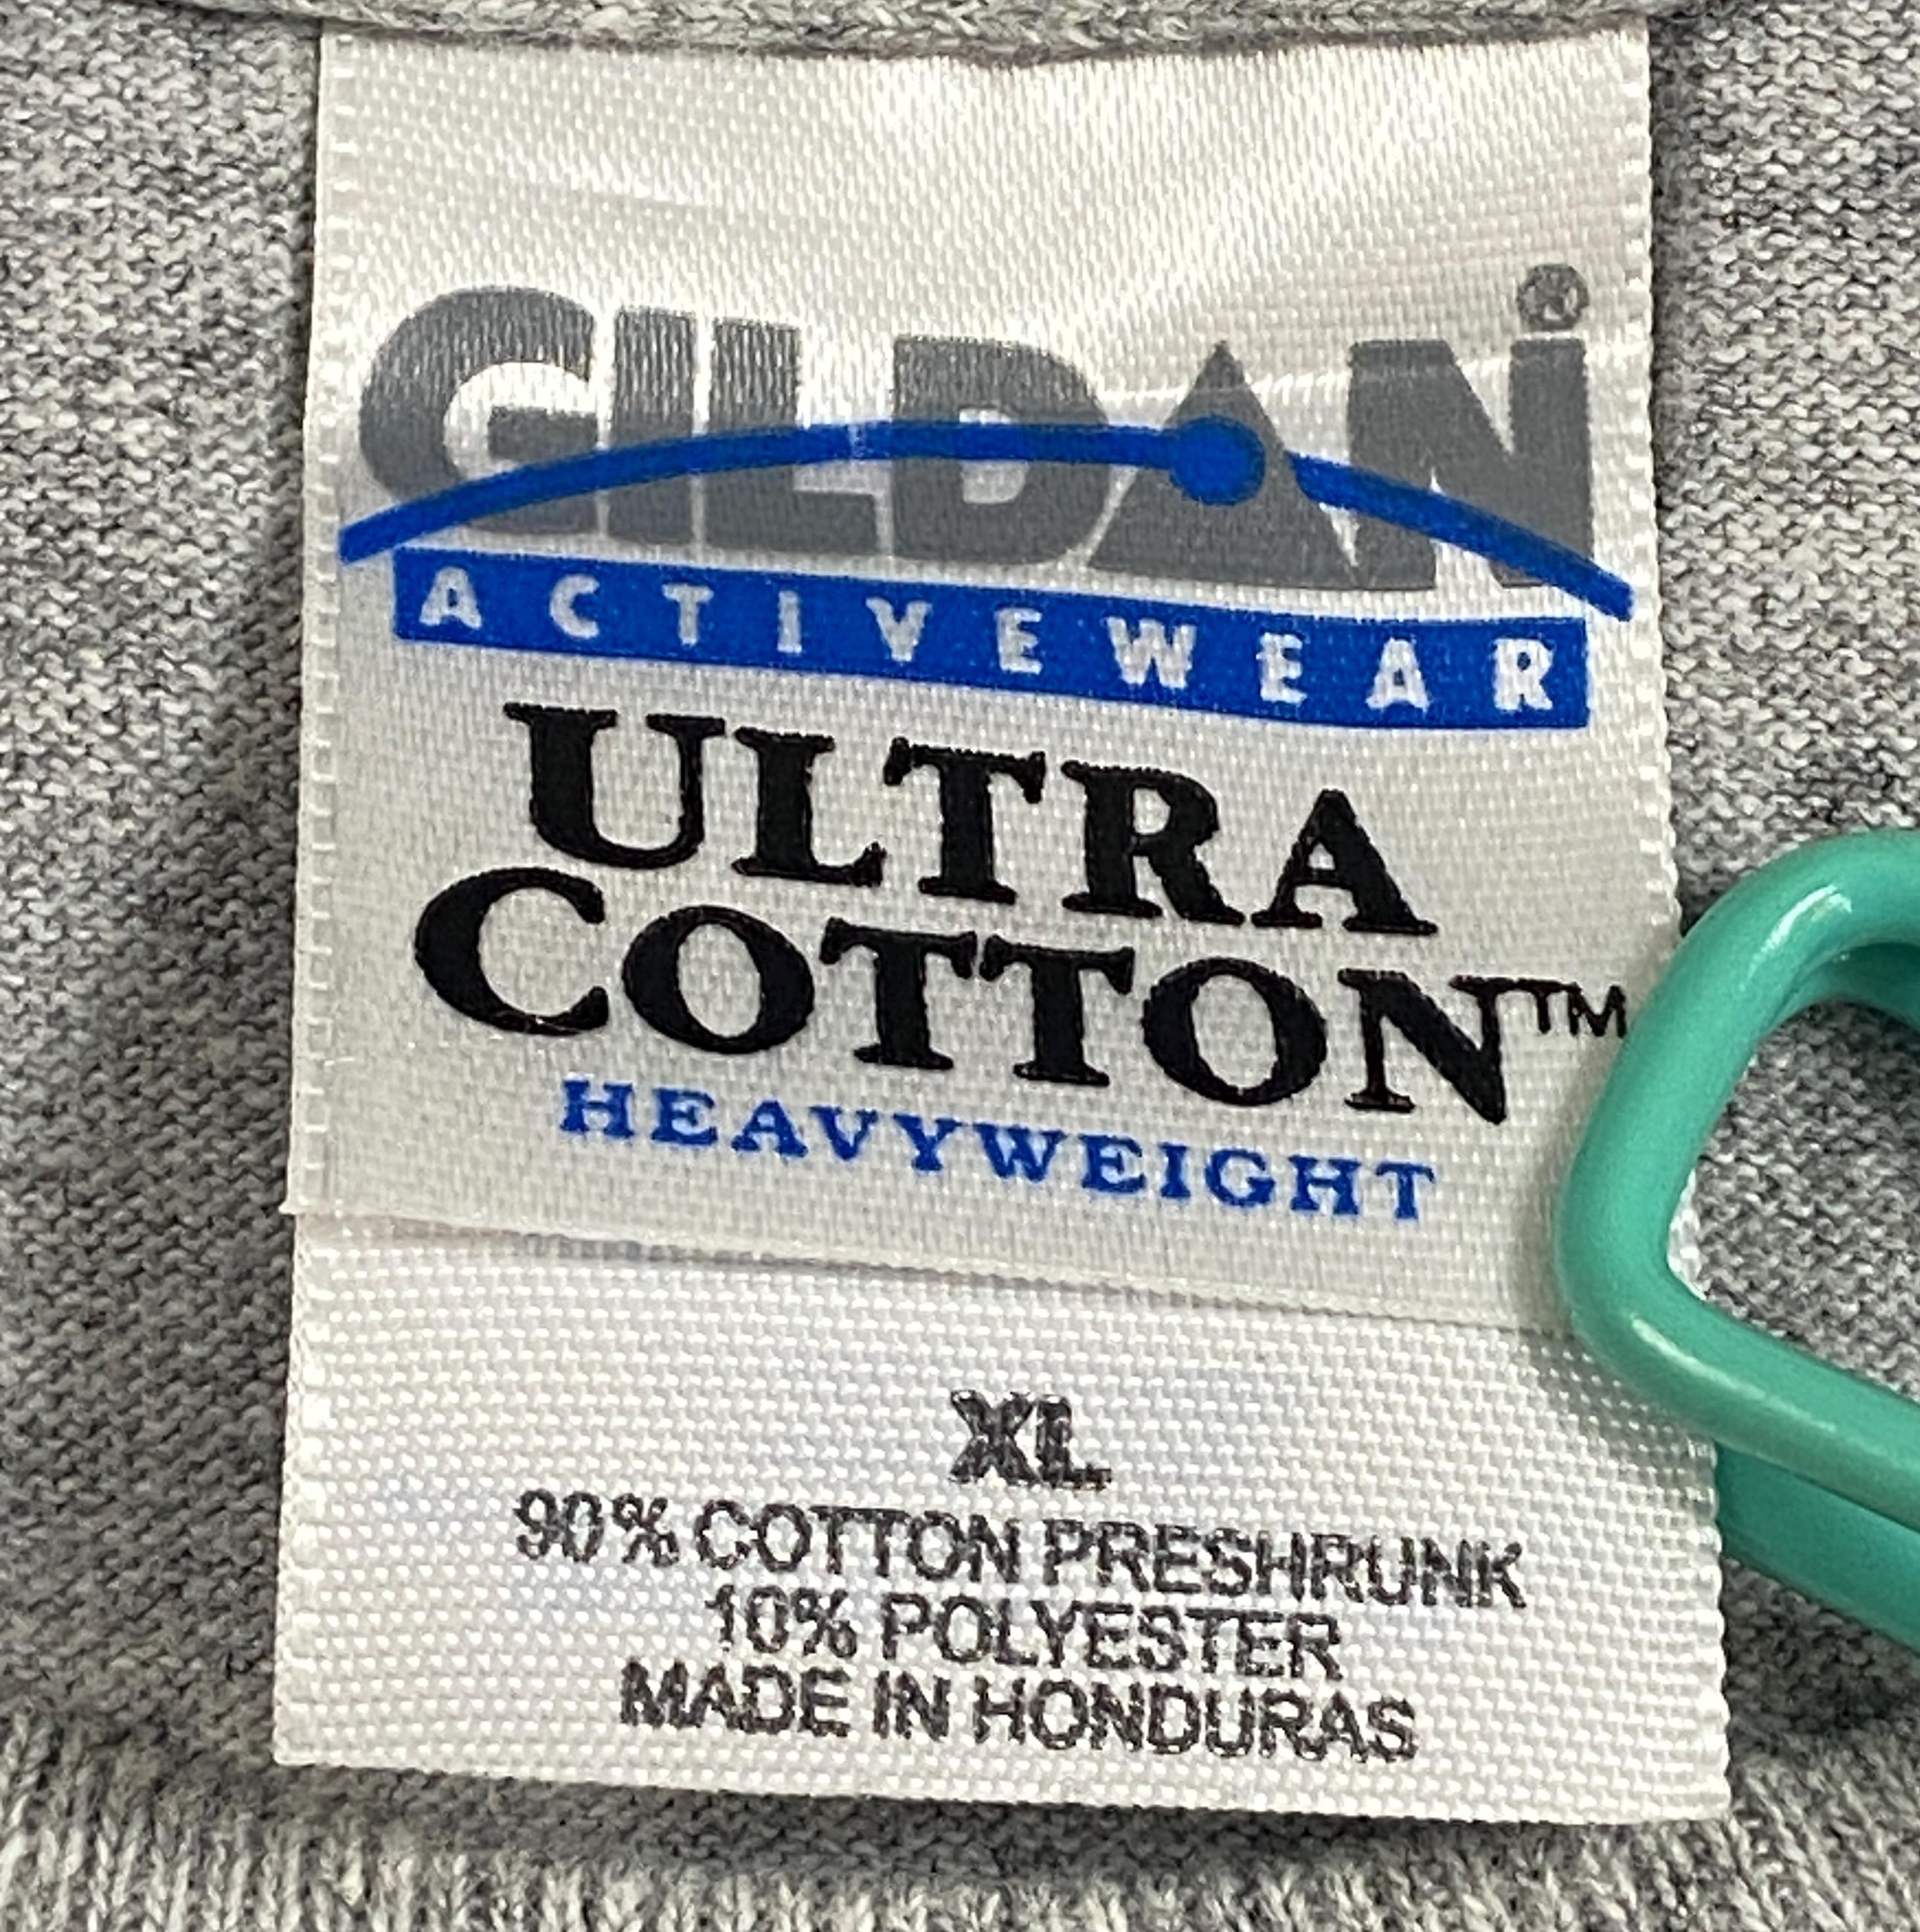 GILDAN®
ACTIVEWEAR
ULTRA
COTTON™
HEAVYWEIGHT
XL
90% COTTON PRESHRUNK
10% POLYESTER
MADE IN HONDURAS